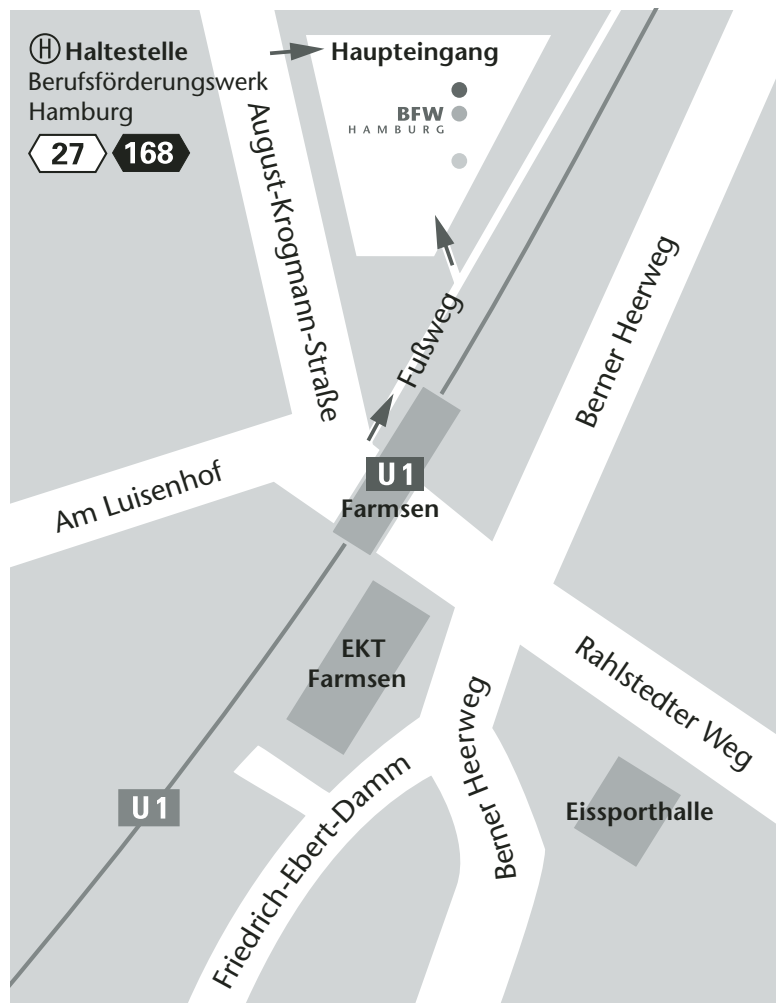 H Haltestelle
Berufsförderungswerk
Hamburg
27 168
Haupteingang
BFW
HAMBURG
August-Krogmann-Straße
Fußweg
Berner Heerweg
Am Luisenhof
U1
Farmsen
EKT
Farmsen
Rahlstedter Weg
Berner Heerweg
Eissporthalle
U1
Friedrich-Ebert-Damm